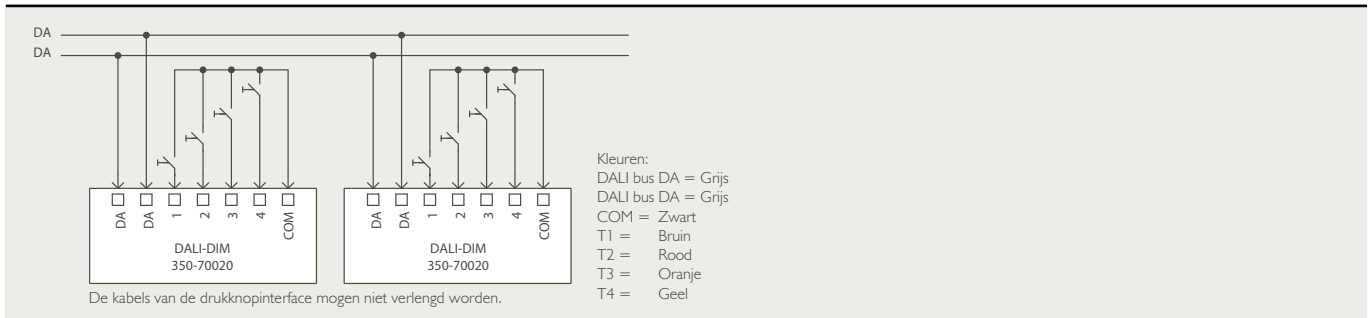 DA
DA
DA
DA
1
2
3
4
COM
DALI-DIM
350-70020
DA
DA
1
2
3
4
COM
DALI-DIM
350-70020
De kabels van de drukknopinterface mogen niet verlengd worden.
Kleuren:
DALI bus DA = Grijs
DALI bus DA = Grijs
COM = Zwart
T1 = Bruin
T2 = Rood
T3 = Oranje
T4 = Geel